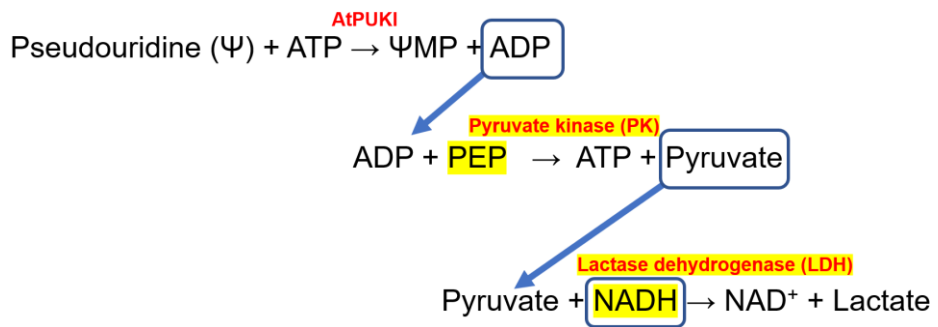 AtPUKI
Pseudouridine (Ψ) + ATP → ΨMP + ADP
Pyruvate kinase (PK)
ADP + PEP → ATP + Pyruvate
Lactase dehydrogenase (LDH)
Pyruvate + NADH → NAD⁺ + Lactate